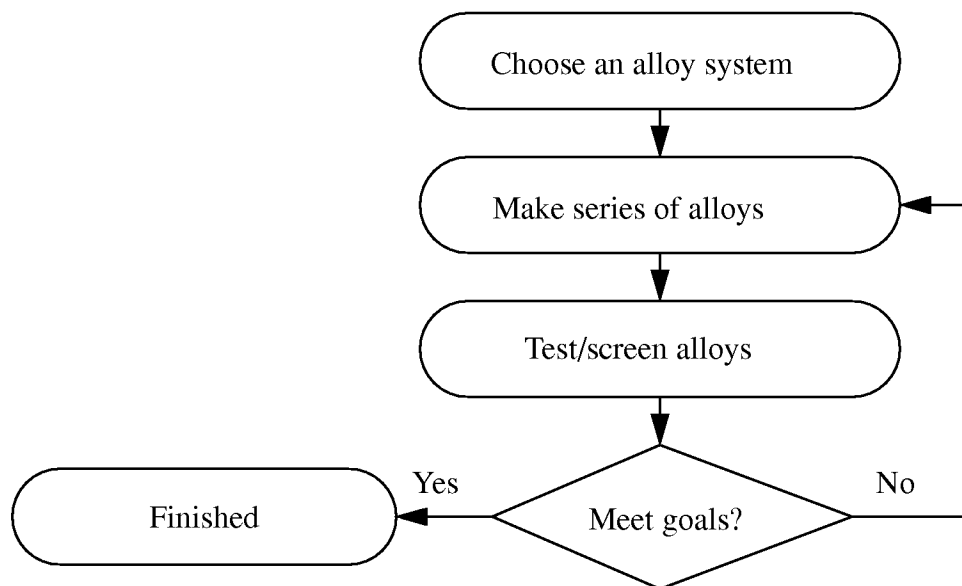 Choose an alloy system
Make series of alloys
Test/screen alloys
Yes
No
Finished
Meet goals?